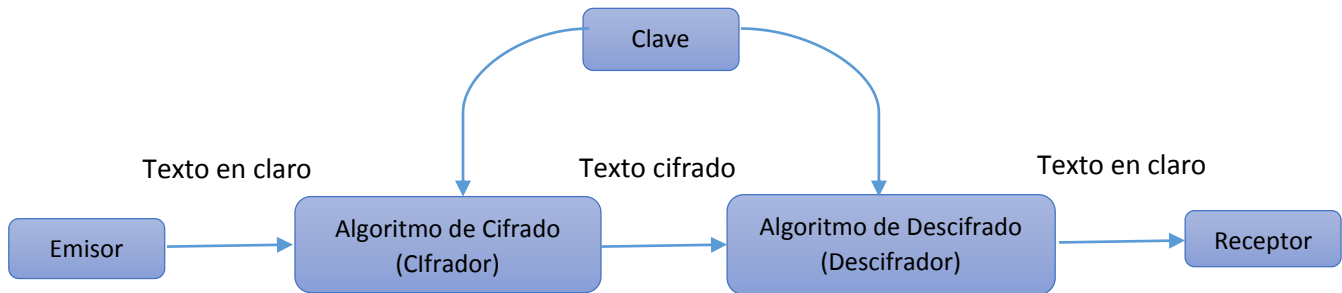 Clave
Texto en claro
Texto cifrado
Texto en claro
Emisor
Algoritmo de Cifrado
(CIfrador)
Algoritmo de Descifrado
(Descifrador)
Receptor